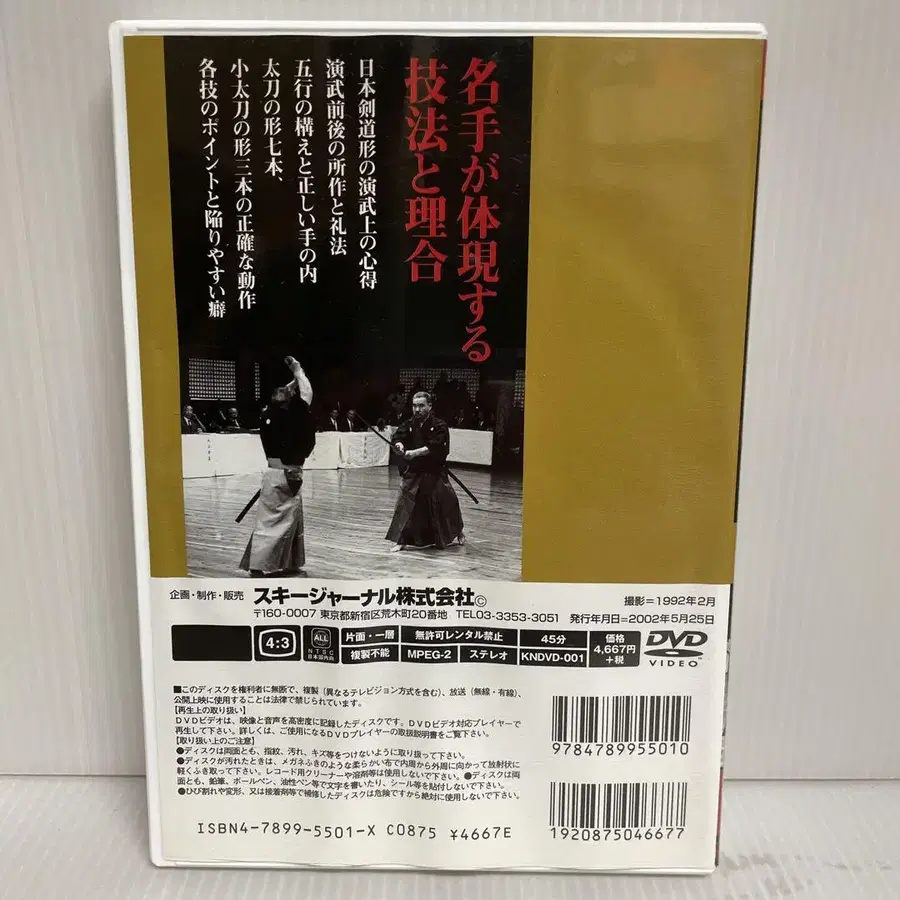 名手が体現する
技法と理合
日本剣道形の演武上の心得
演武前後の所作と礼法
五行の構えと正しい手の内
太刀の形七本、
小太刀の形三本の正確な動作
各技のポイントと陥りやすい癖
企画・制作・販売 スキージャーナル株式会社© 撮影=1992年2月
〒160-0007 東京都新宿区荒木町20番地 TEL03-3353-3051 発行年月日=2002年5月25日
4:3 ALL NTSC 日本国内向 片面・一層 無許可レンタル禁止 45分 価格 4,667円 +税 DVD VIDEO
複製不能 MPEG-2 ステレオ KNDVD-001
■このディスクを権利者に無断で、複製(異なるテレビジョン方式を含む)、放送(無線・有線)、
公開上映に使用することは法律で禁じられています。
【再生上の取り扱い】
DVDビデオは、映像と音声を高密度に記録したディスクです。DVDビデオ対応プレイヤーで
再生して下さい。詳しくは、ご使用になるDVDプレイヤーの取扱説明書をご覧下さい。
【取り扱い上のご注意】
●ディスクは両面とも、指紋、汚れ、キズ等をつけないように取り扱って下さい。
●ディスクが汚れたときは、メガネふきのような柔らかい布で内周から外周に向かって放射状に
軽くふき取って下さい。レコード用クリーナーや溶剤等は使用しないで下さい。●ディスクは両
面とも、鉛筆、ボールペン、油性ペン等で文字を書いたり、シール等を貼付しないで下さい。
●ひび割れや変形、又は接着剤等で補修したディスクは危険ですから絶対に使用しないで下さい。
9784789955010
1920875046677
ISBN4-7899-5501-X C0875 ¥4667E